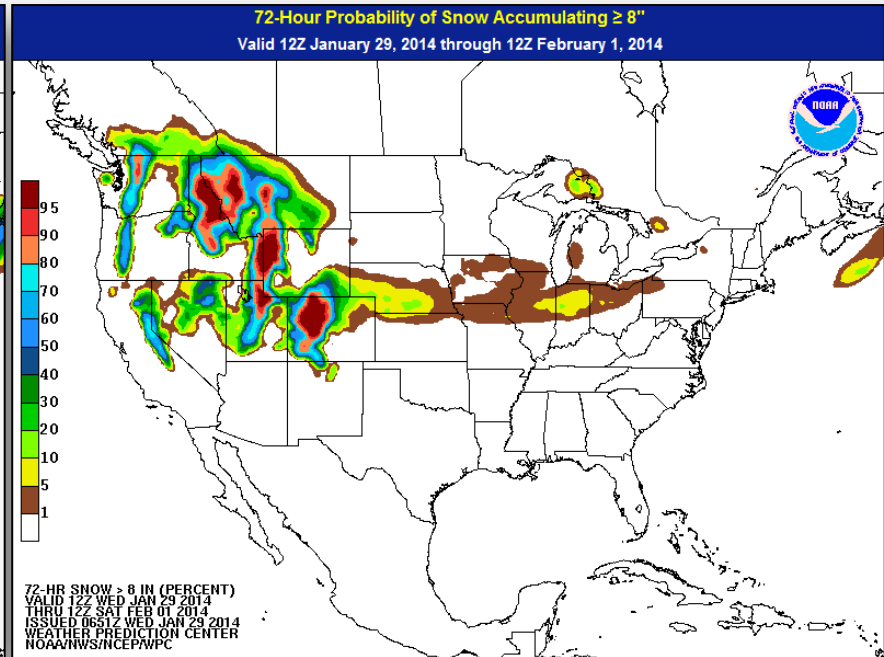 72-Hour Probability of Snow Accumulating ≥ 8"
Valid 12Z January 29, 2014 through 12Z February 1, 2014
NOAA
95
90
80
70
60
50
40
30
20
10
5
1
72-HR SNOW > 8 IN (PERCENT)
VALID 12Z WED JAN 29 2014
THRU 12Z SAT FEB 01 2014
ISSUED 0651Z WED JAN 29 2014
WEATHER PREDICTION CENTER
NOAA/NWS/NCEP/WPC